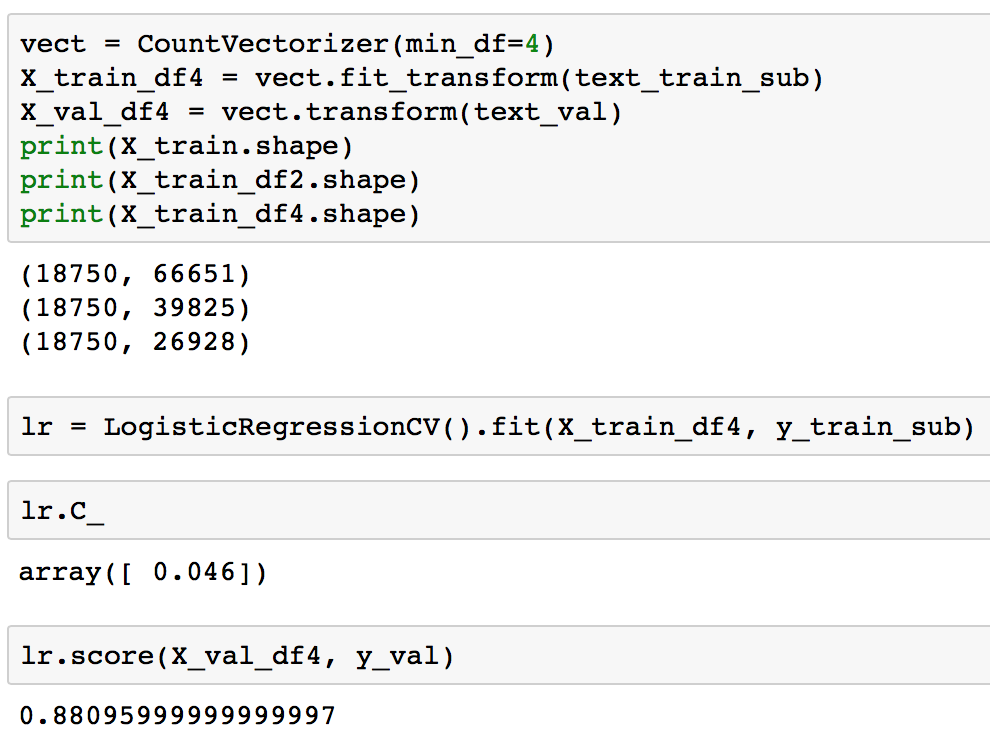 vect = CountVectorizer(min_df=4)
X_train_df4 = vect.fit_transform(text_train_sub)
X_val_df4 = vect.transform(text_val)
print(X_train.shape)
print(X_train_df2.shape)
print(X_train_df4.shape)
(18750, 66651)
(18750, 39825)
(18750, 26928)
lr = LogisticRegressionCV().fit(X_train_df4, y_train_sub)
lr.C_
array([ 0.046])
lr.score(X_val_df4, y_val)
0.88095999999999997